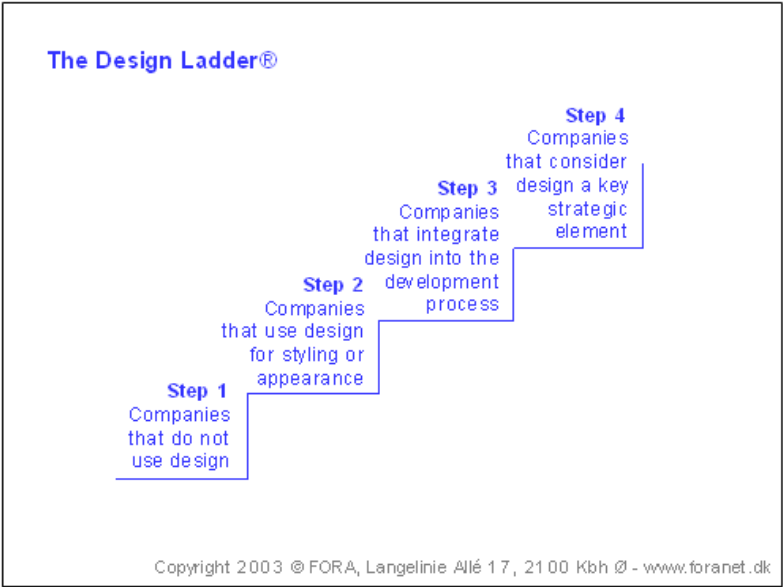 The Design Ladder®
Step 1
Companies
that do not
use design
Step 2
Companies
that use design
for styling or
appearance
Step 3
Companies
that integrate
design into the
development
process
Step 4
Companies
that consider
design a key
strategic
element
Copyright 2003 © FORA, Langelinie Allé 17, 2100 Kbh Ø - www.foranet.dk